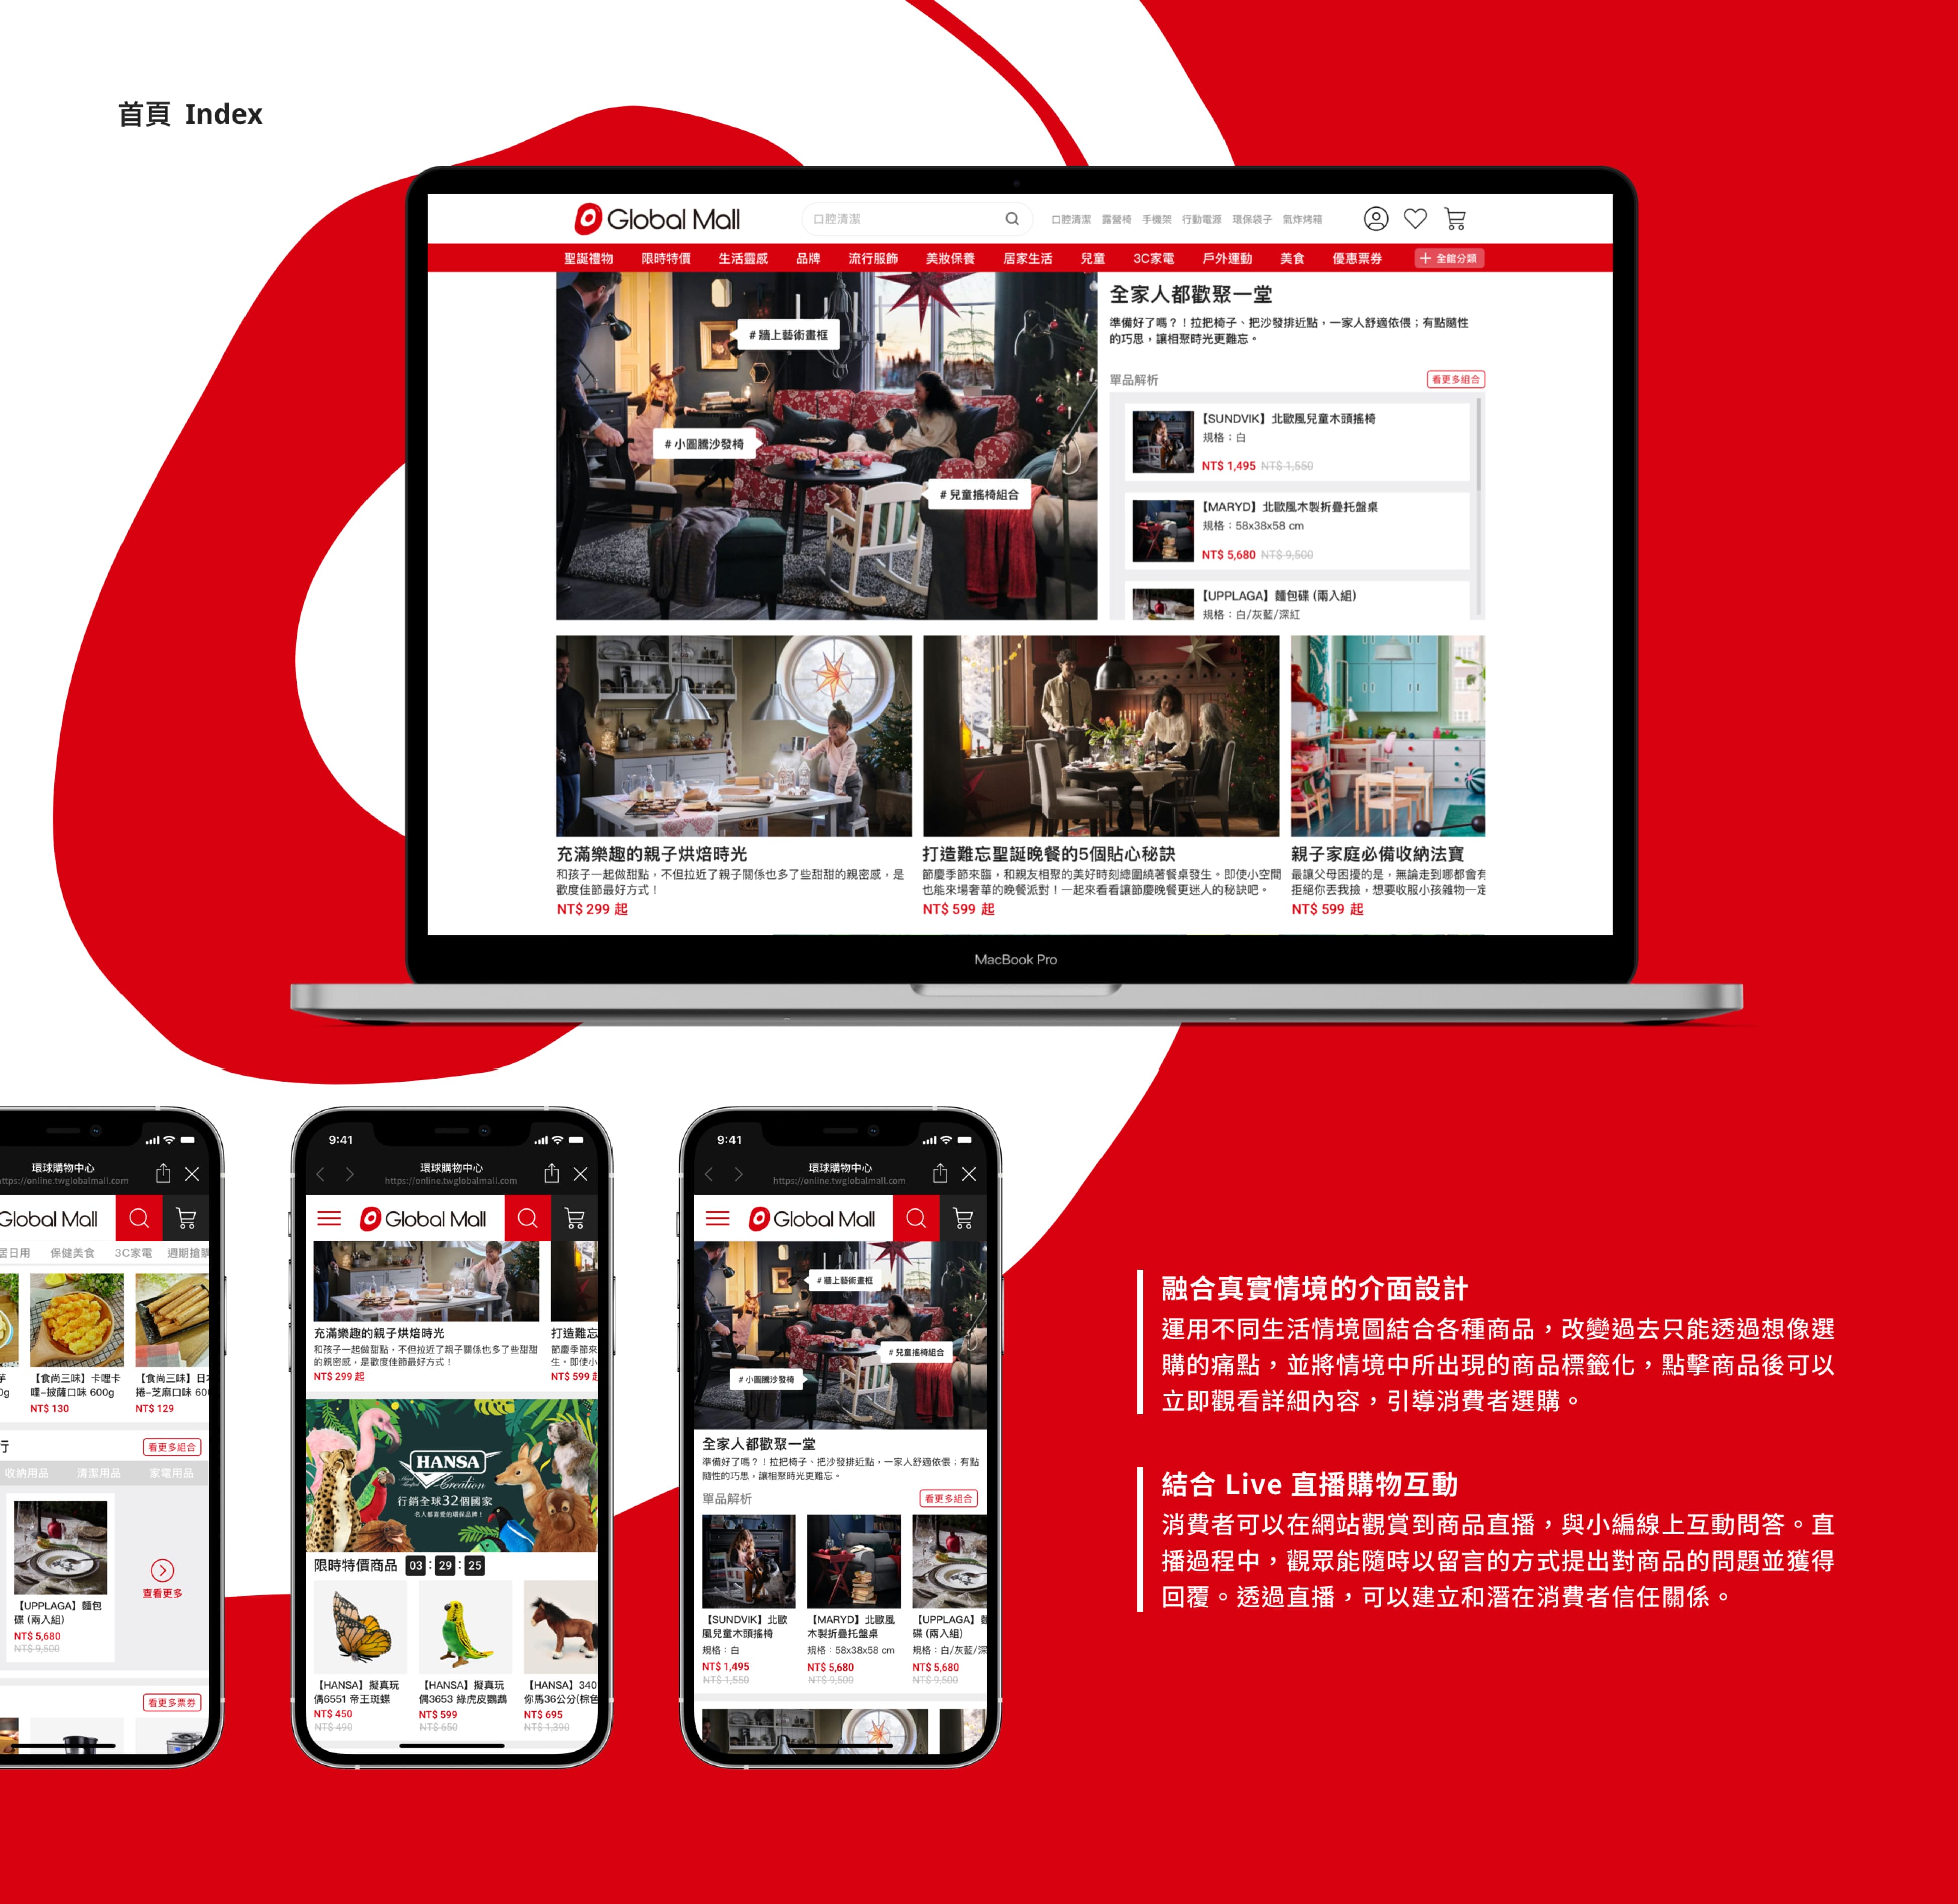 首頁 Index
Global Mall
口腔清潔
口腔清潔 露營椅 手機架 行動電源 環保袋子 氣炸烤箱
聖誕禮物 限時特價 生活靈感 品牌 流行服飾 美妝保養 居家生活 兒童 3C家電 戶外運動 美食 優惠票券 + 全館分類
# 牆上藝術畫框
# 小圖騰沙發椅
# 兒童搖椅組合
全家人都歡聚一堂
準備好了嗎？！拉把椅子、把沙發排近點，一家人舒適依偎；有點隨性
的巧思，讓相聚時光更難忘。
單品解析
看更多組合
【SUNDVIK】北歐風兒童木頭搖椅
規格：白
NT$ 1,495 NT$ 1,550
【MARYD】北歐風木製折疊托盤桌
規格：58x38x58 cm
NT$ 5,680 NT$ 9,500
【UPPLAGA】麵包碟 (兩入組)
規格：白/灰藍/深紅
充滿樂趣的親子烘焙時光
和孩子一起做甜點，不但拉近了親子關係也多了些甜甜的親密感，是
歡度佳節最好方式！
NT$ 299 起
打造難忘聖誕晚餐的5個貼心秘訣
節慶季節來臨，和親友相聚的美好時刻總圍繞著餐桌發生。即使小空間
也能來場奢華的晚餐派對！一起來看看讓節慶晚餐更迷人的秘訣吧。
NT$ 599 起
親子家庭必備收納法寶
最讓父母困擾的是，無論走到哪都會有
拒絕你丟我撿，想要收服小孩雜物一定
NT$ 599 起
MacBook Pro
環球購物中心
https://online.twglobalmall.com
Global Mall
居日用 保健美食 3C家電 週期搶購
0g
【食尚三味】卡哩卡
哩–披薩口味 600g
NT$ 130
【食尚三味】日本
捲–芝麻口味 600
NT$ 129
行
看更多組合
收納用品 清潔用品 家電用品
【UPPLAGA】麵包
碟 (兩入組)
NT$ 5,680
NT$ 9,500
查看更多
看更多票券
9:41
環球購物中心
https://online.twglobalmall.com
Global Mall
充滿樂趣的親子烘焙時光
和孩子一起做甜點，不但拉近了親子關係也多了些甜甜
的親密感，是歡度佳節最好方式！
NT$ 299 起
打造難忘
節慶季節來
生。即使小
NT$ 599 起
HANSA
Creation
行銷全球32個國家
名人都喜愛的環保品牌！
限時特價商品 03 : 29 : 25
【HANSA】擬真玩
偶6551 帝王斑蝶
NT$ 450
NT$ 490
【HANSA】擬真玩
偶3653 綠虎皮鸚鵡
NT$ 599
NT$ 650
【HANSA】340
你馬36公分(棕色
NT$ 695
NT$ 1,390
9:41
環球購物中心
https://online.twglobalmall.com
Global Mall
# 牆上藝術畫框
# 兒童搖椅組合
# 小圖騰沙發椅
全家人都歡聚一堂
準備好了嗎？！拉把椅子、把沙發排近點，一家人舒適依偎；有點
隨性的巧思，讓相聚時光更難忘。
單品解析
看更多組合
【SUNDVIK】北歐
風兒童木頭搖椅
規格：白
NT$ 1,495
NT$ 1,550
【MARYD】北歐風
木製折疊托盤桌
規格：58x38x58 cm
NT$ 5,680
NT$ 9,500
【UPPLAGA】麵
碟 (兩入組)
規格：白/灰藍/深
NT$ 5,680
NT$ 9,500
融合真實情境的介面設計
運用不同生活情境圖結合各種商品，改變過去只能透過想像選
購的痛點，並將情境中所出現的商品標籤化，點擊商品後可以
立即觀看詳細內容，引導消費者選購。
結合 Live 直播購物互動
消費者可以在網站觀賞到商品直播，與小編線上互動問答。直
播過程中，觀眾能隨時以留言的方式提出對商品的問題並獲得
回覆。透過直播，可以建立和潛在消費者信任關係。